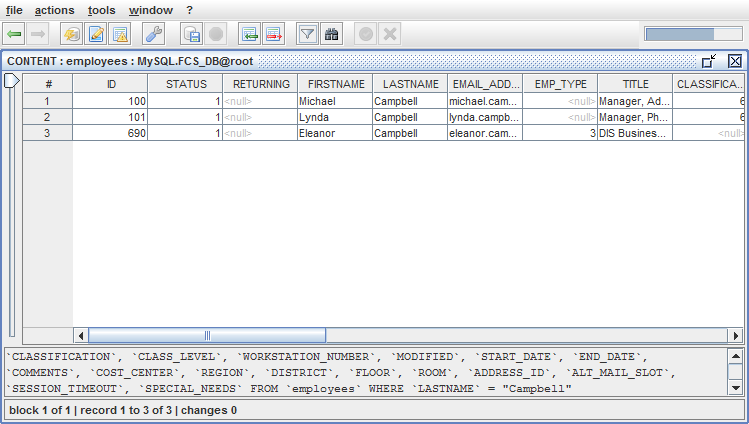 file actions tools window ?
CONTENT : employees : MySQL.FCS_DB@root
# ID STATUS RETURNING FIRSTNAME LASTNAME EMAIL_ADD... EMP_TYPE TITLE CLASSIFICA...
1 100 1 <null> Michael Campbell michael.cam... <null> Manager, Ad... 6
2 101 1 <null> Lynda Campbell lynda.campb... <null> Manager, Ph... 6
3 690 1 <null> Eleanor Campbell eleanor.cam... 3 DIS Busines... <null>
`CLASSIFICATION`, `CLASS_LEVEL`, `WORKSTATION_NUMBER`, `MODIFIED`, `START_DATE`, `END_DATE`,
`COMMENTS`, `COST_CENTER`, `REGION`, `DISTRICT`, `FLOOR`, `ROOM`, `ADDRESS_ID`, `ALT_MAIL_SLOT`,
`SESSION_TIMEOUT`, `SPECIAL_NEEDS` FROM `employees` WHERE `LASTNAME` = "Campbell"
block 1 of 1 | record 1 to 3 of 3 | changes 0